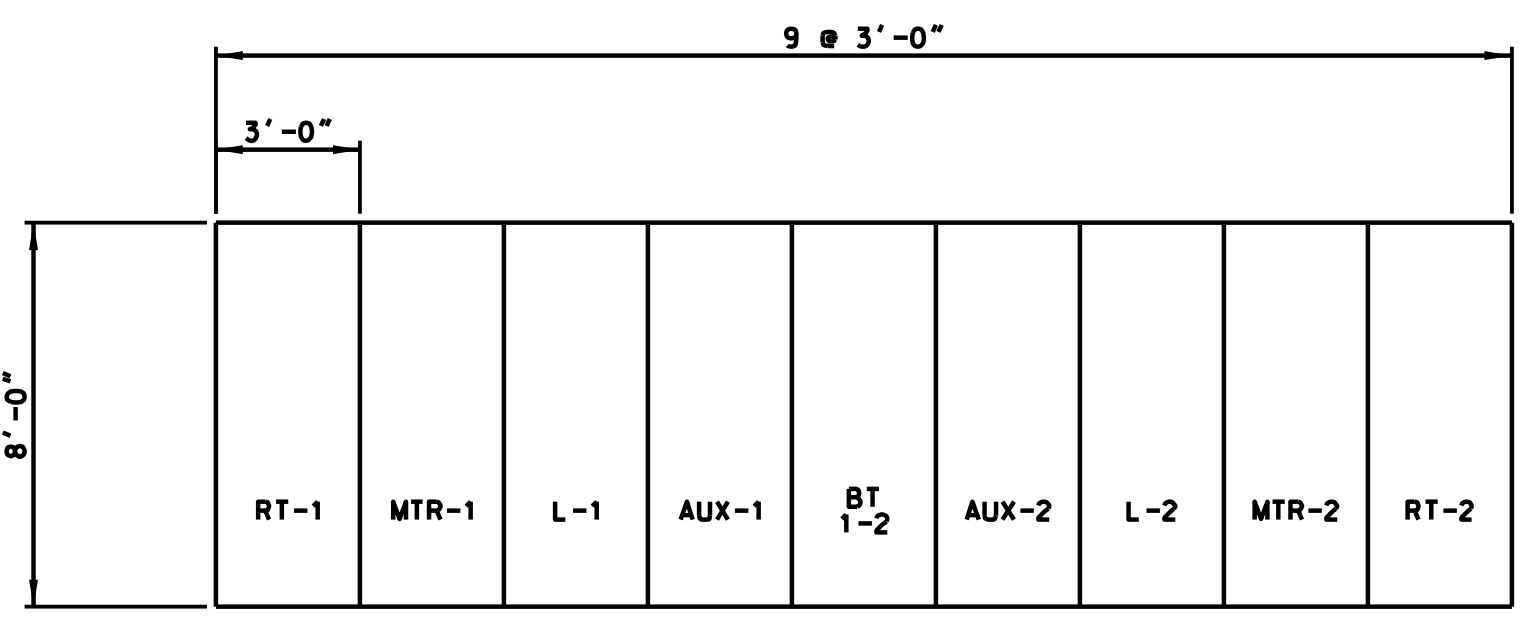 9 @ 3'-0"
3'-0"
8'-0"
RT-1
MTR-1
L-1
AUX-1
BT
1-2
AUX-2
L-2
MTR-2
RT-2